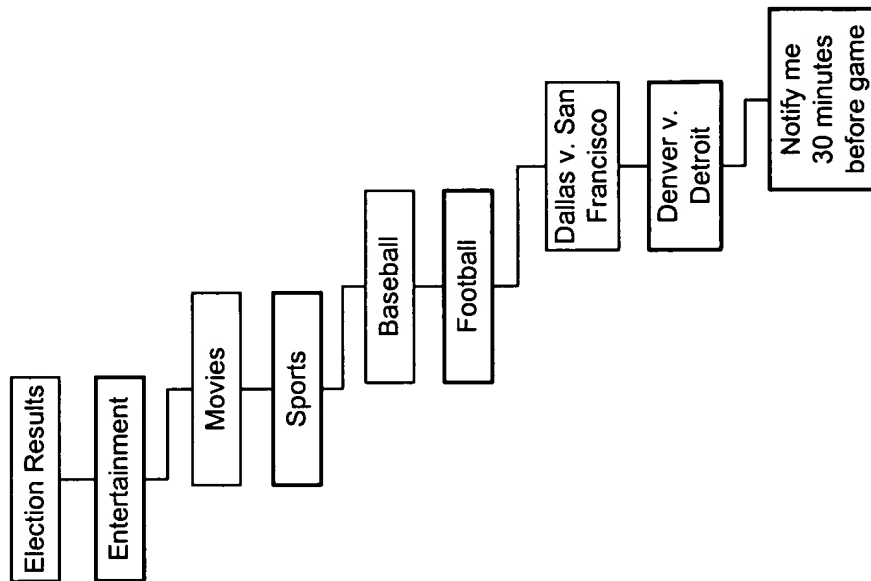 Election Results
Entertainment
Movies
Sports
Baseball
Football
Dallas v. San
Francisco
Denver v.
Detroit
Notify me
30 minutes
before game